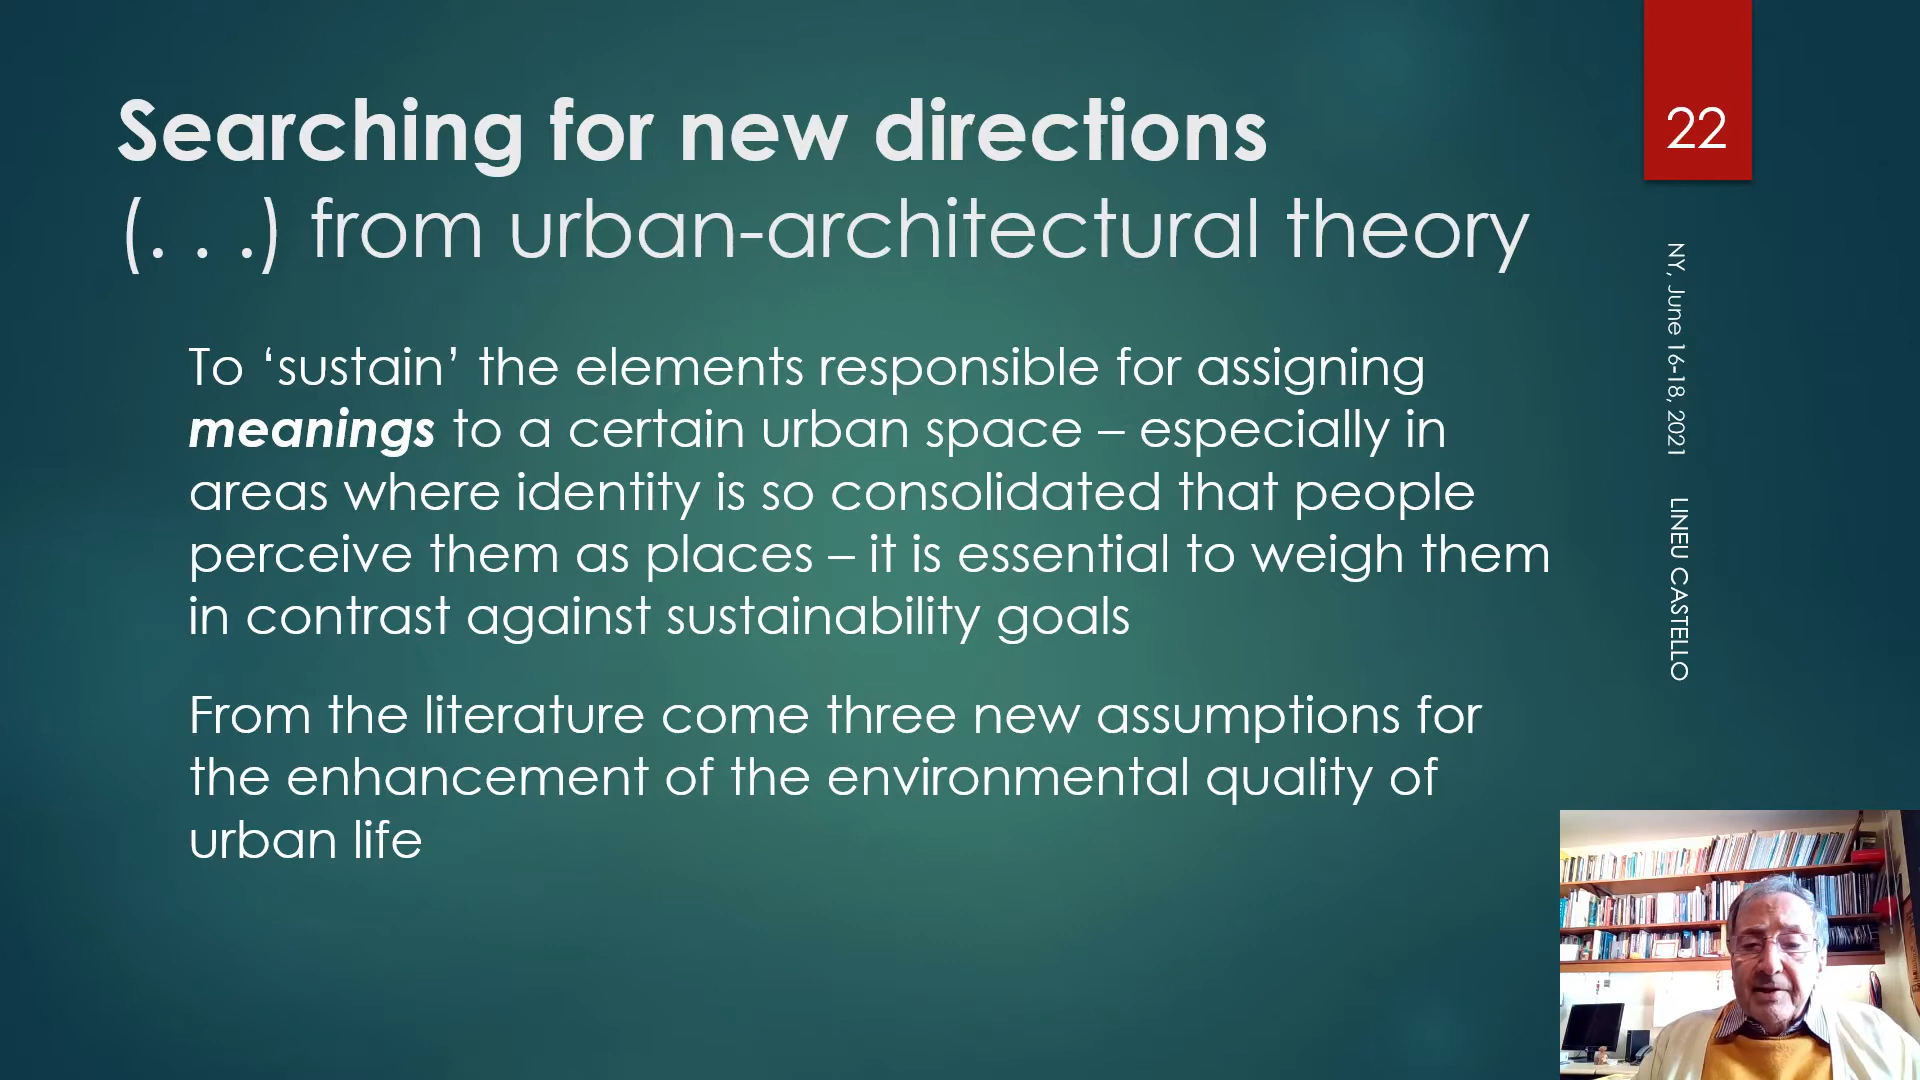 Searching for new directions
(. . .) from urban-architectural theory
22
To ‘sustain’ the elements responsible for assigning
meanings to a certain urban space – especially in
areas where identity is so consolidated that people
perceive them as places – it is essential to weigh them
in contrast against sustainability goals
From the literature come three new assumptions for
the enhancement of the environmental quality of
urban life
NY, June 16-18, 2021 LINEU CASTELLO